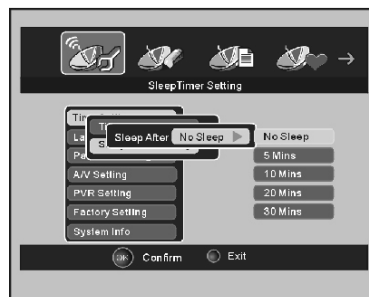 SleepTimer Setting
Sleep After No Sleep
No Sleep
5 Mins
10 Mins
20 Mins
30 Mins
A/V Setting
PVR Setting
Factory Setting
System Info
OK Confirm Exit